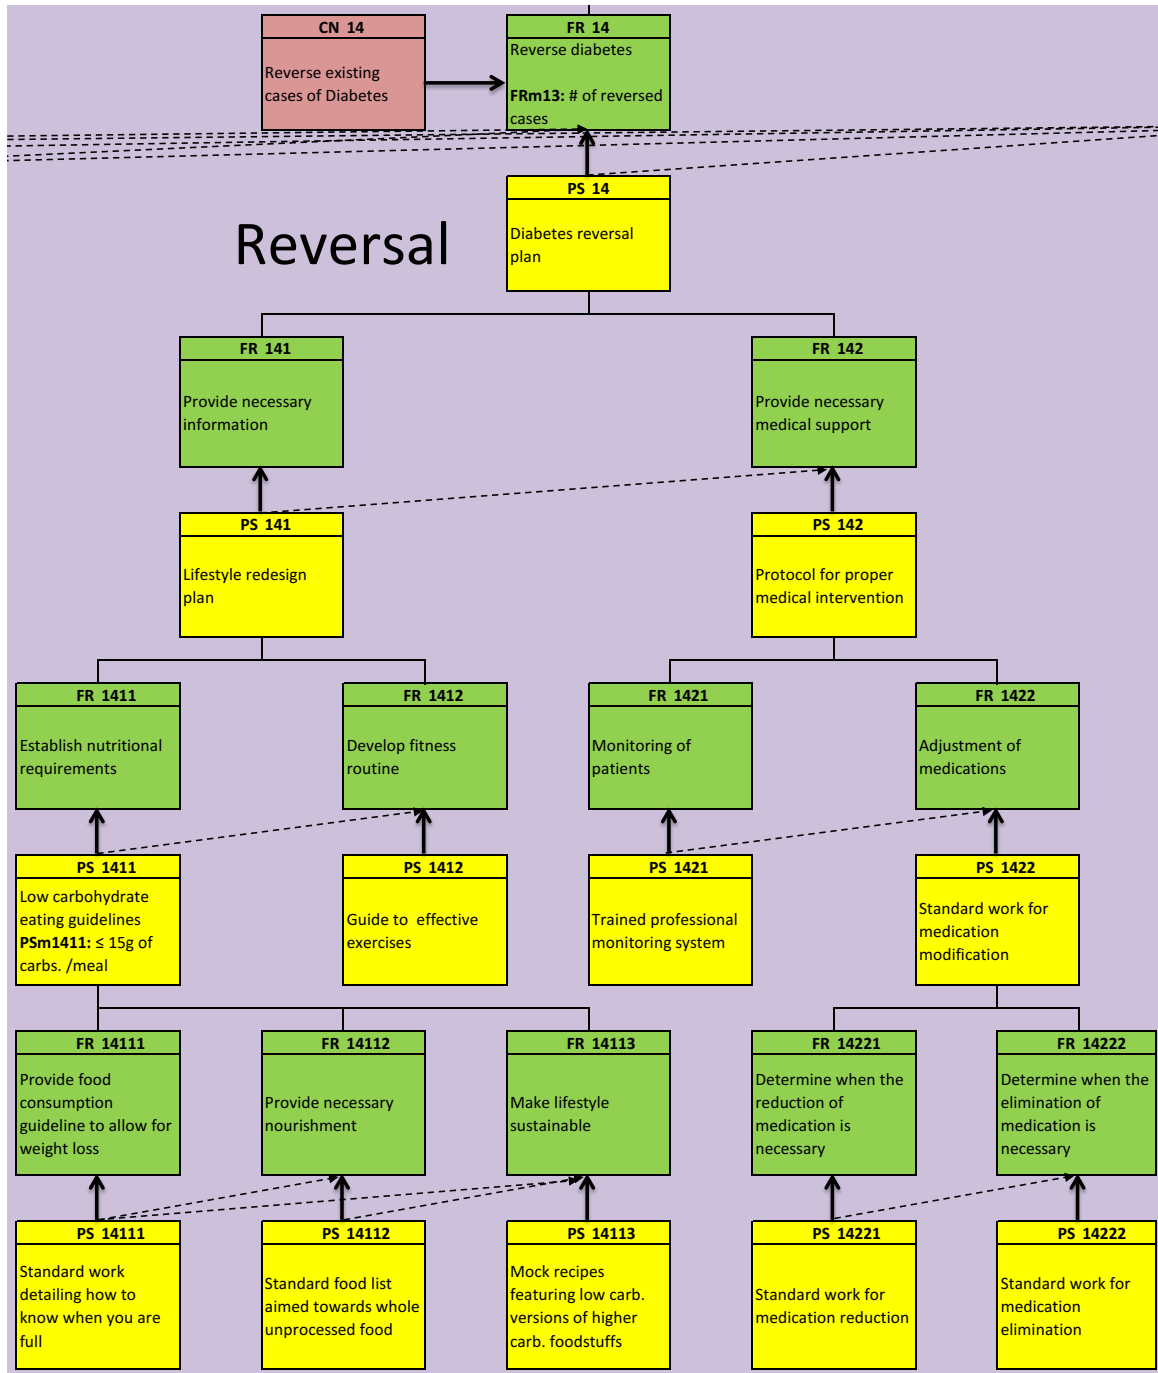 CN 14
Reverse existing
cases of Diabetes
FR 14
Reverse diabetes
FRm13: # of reversed
cases
PS 14
Diabetes reversal
plan
Reversal
FR 141
Provide necessary
information
FR 142
Provide necessary
medical support
PS 141
Lifestyle redesign
plan
PS 142
Protocol for proper
medical intervention
FR 1411
Establish nutritional
requirements
FR 1412
Develop fitness
routine
FR 1421
Monitoring of
patients
FR 1422
Adjustment of
medications
PS 1411
Low carbohydrate
eating guidelines
PSm1411: ≤ 15g of
carbs. /meal
PS 1412
Guide to effective
exercises
PS 1421
Trained professional
monitoring system
PS 1422
Standard work for
medication
modification
FR 14111
Provide food
consumption
guideline to allow for
weight loss
FR 14112
Provide necessary
nourishment
FR 14113
Make lifestyle
sustainable
FR 14221
Determine when the
reduction of
medication is
necessary
FR 14222
Determine when the
elimination of
medication is
necessary
PS 14111
Standard work
detailing how to
know when you are
full
PS 14112
Standard food list
aimed towards whole
unprocessed food
PS 14113
Mock recipes
featuring low carb.
versions of higher
carb. foodstuffs
PS 14221
Standard work for
medication reduction
PS 14222
Standard work for
medication
elimination